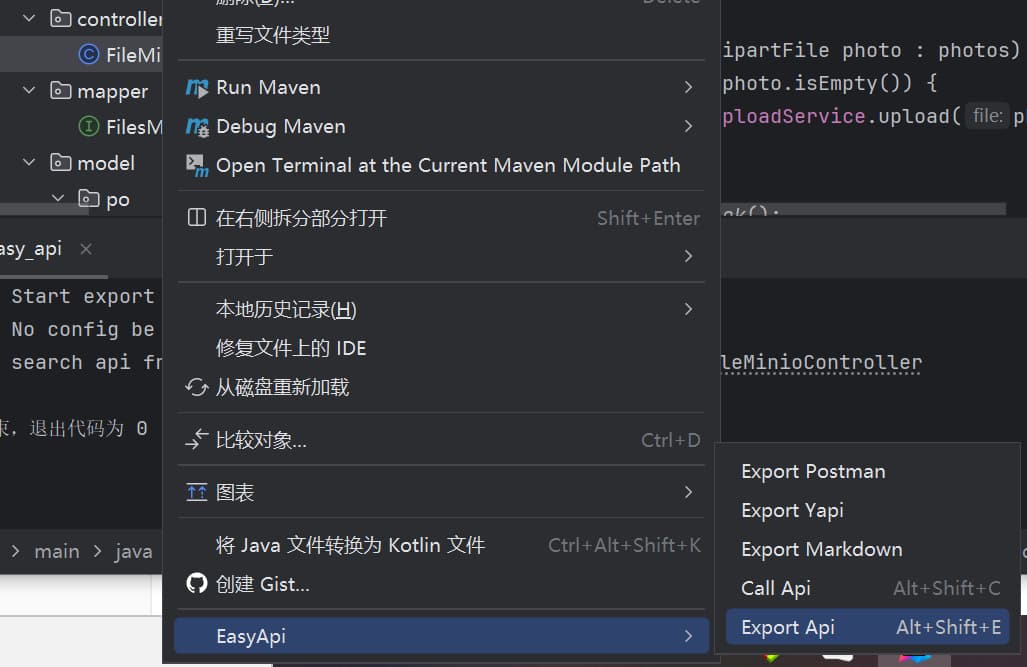 controller
FileMi
mapper
FilesM
model
po
asy_api
Start export
No config be
search api fr
束，退出代码为 0
main
java
删除(D)...
Delete
重写文件类型
Run Maven
Debug Maven
Open Terminal at the Current Maven Module Path
在右侧拆分部分打开 Shift+Enter
打开于
本地历史记录(H)
修复文件上的 IDE
从磁盘重新加载
比较对象... Ctrl+D
图表
将 Java 文件转换为 Kotlin 文件 Ctrl+Alt+Shift+K
创建 Gist...
EasyApi
ipartFile photo : photos)
photo.isEmpty()) {
ploadService.upload( file: p
ok();
leMinioController
Export Postman
Export Yapi
Export Markdown
Call Api Alt+Shift+C
Export Api Alt+Shift+E